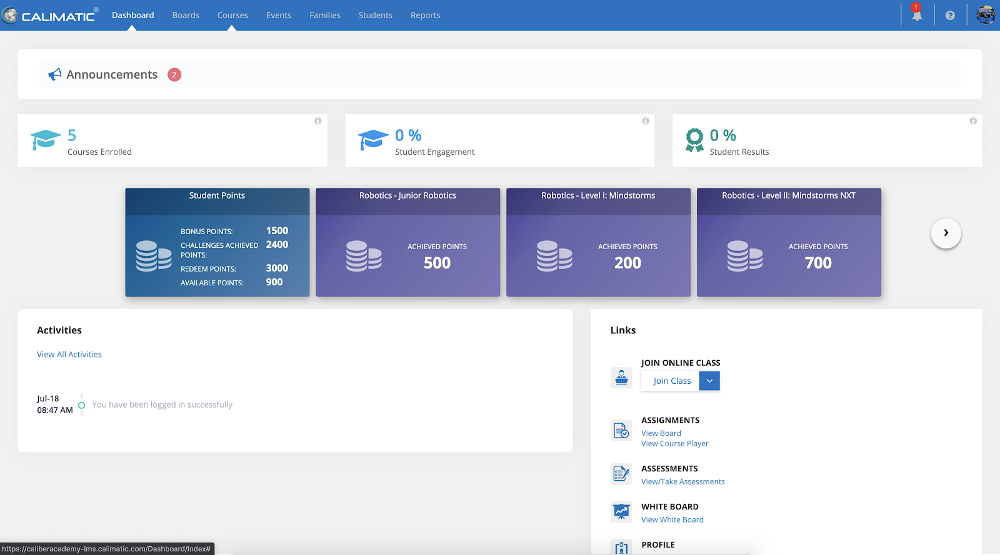 CALIMATIC®
Dashboard
Boards
Courses
Events
Families
Students
Reports
1
?
Announcements
2
5
Courses Enrolled
0 %
Student Engagement
0 %
Student Results
Student Points
BONUS POINTS: 1500
CHALLENGES ACHIEVED 2400
POINTS:
REDEEM POINTS: 3000
AVAILABLE POINTS: 900
Robotics - Junior Robotics
ACHIEVED POINTS
500
Robotics - Level I: Mindstorms
ACHIEVED POINTS
200
Robotics - Level II: Mindstorms NXT
ACHIEVED POINTS
700
Activities
View All Activities
Jul-18
08:47 AM
You have been logged in successfully
Links
JOIN ONLINE CLASS
Join Class
ASSIGNMENTS
View Board
View Course Player
ASSESSMENTS
View/Take Assessments
WHITE BOARD
View White Board
PROFILE
https://caliberacademy-lms.calimatic.com/Dashboard/Index#